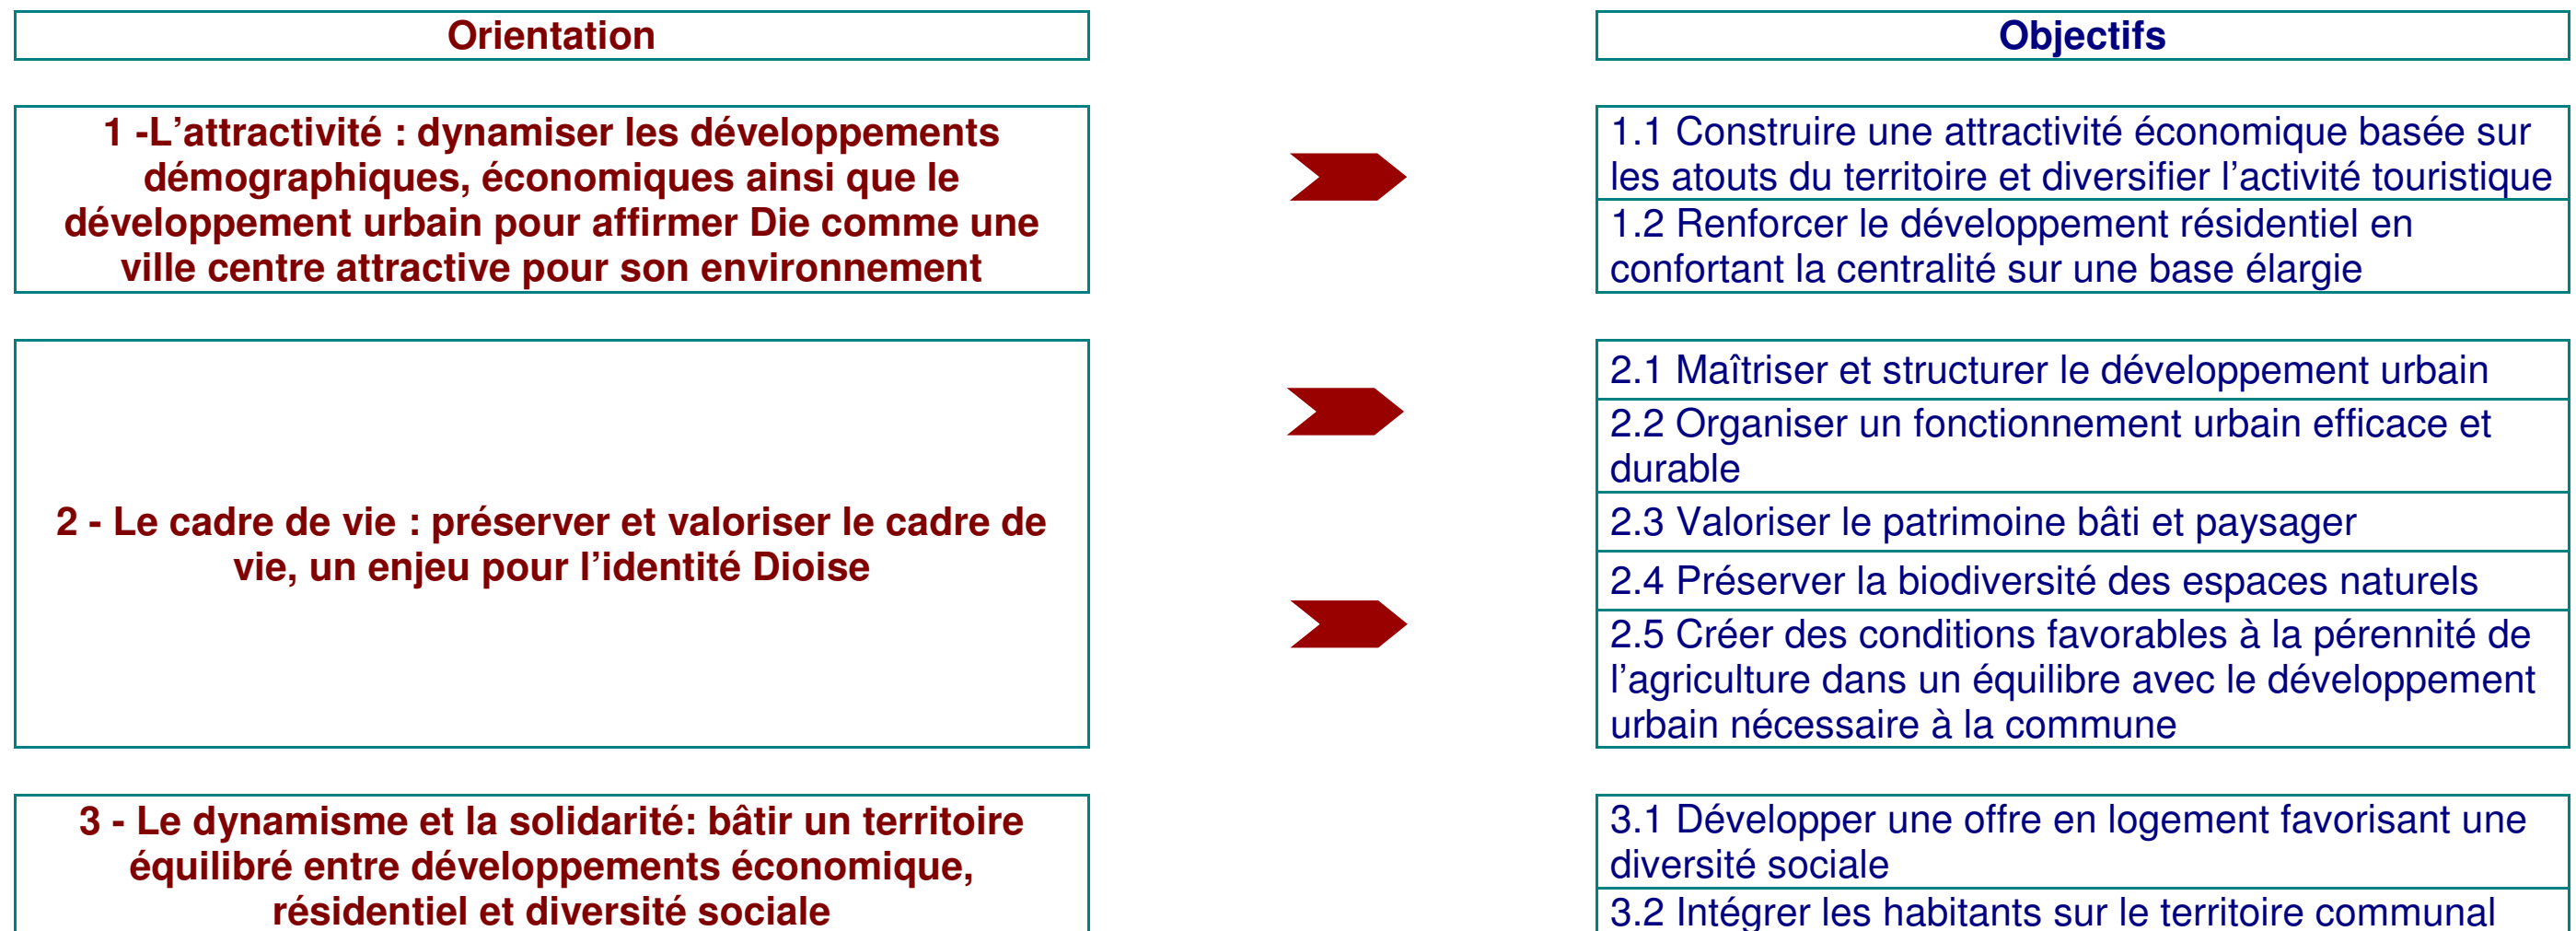 Orientation
Objectifs
1 -L’attractivité : dynamiser les développements
démographiques, économiques ainsi que le
développement urbain pour affirmer Die comme une
ville centre attractive pour son environnement
1.1 Construire une attractivité économique basée sur
les atouts du territoire et diversifier l’activité touristique
1.2 Renforcer le développement résidentiel en
confortant la centralité sur une base élargie
2 - Le cadre de vie : préserver et valoriser le cadre de
vie, un enjeu pour l’identité Dioise
2.1 Maîtriser et structurer le développement urbain
2.2 Organiser un fonctionnement urbain efficace et
durable
2.3 Valoriser le patrimoine bâti et paysager
2.4 Préserver la biodiversité des espaces naturels
2.5 Créer des conditions favorables à la pérennité de
l’agriculture dans un équilibre avec le développement
urbain nécessaire à la commune
3 - Le dynamisme et la solidarité: bâtir un territoire
équilibré entre développements économique,
résidentiel et diversité sociale
3.1 Développer une offre en logement favorisant une
diversité sociale
3.2 Intégrer les habitants sur le territoire communal